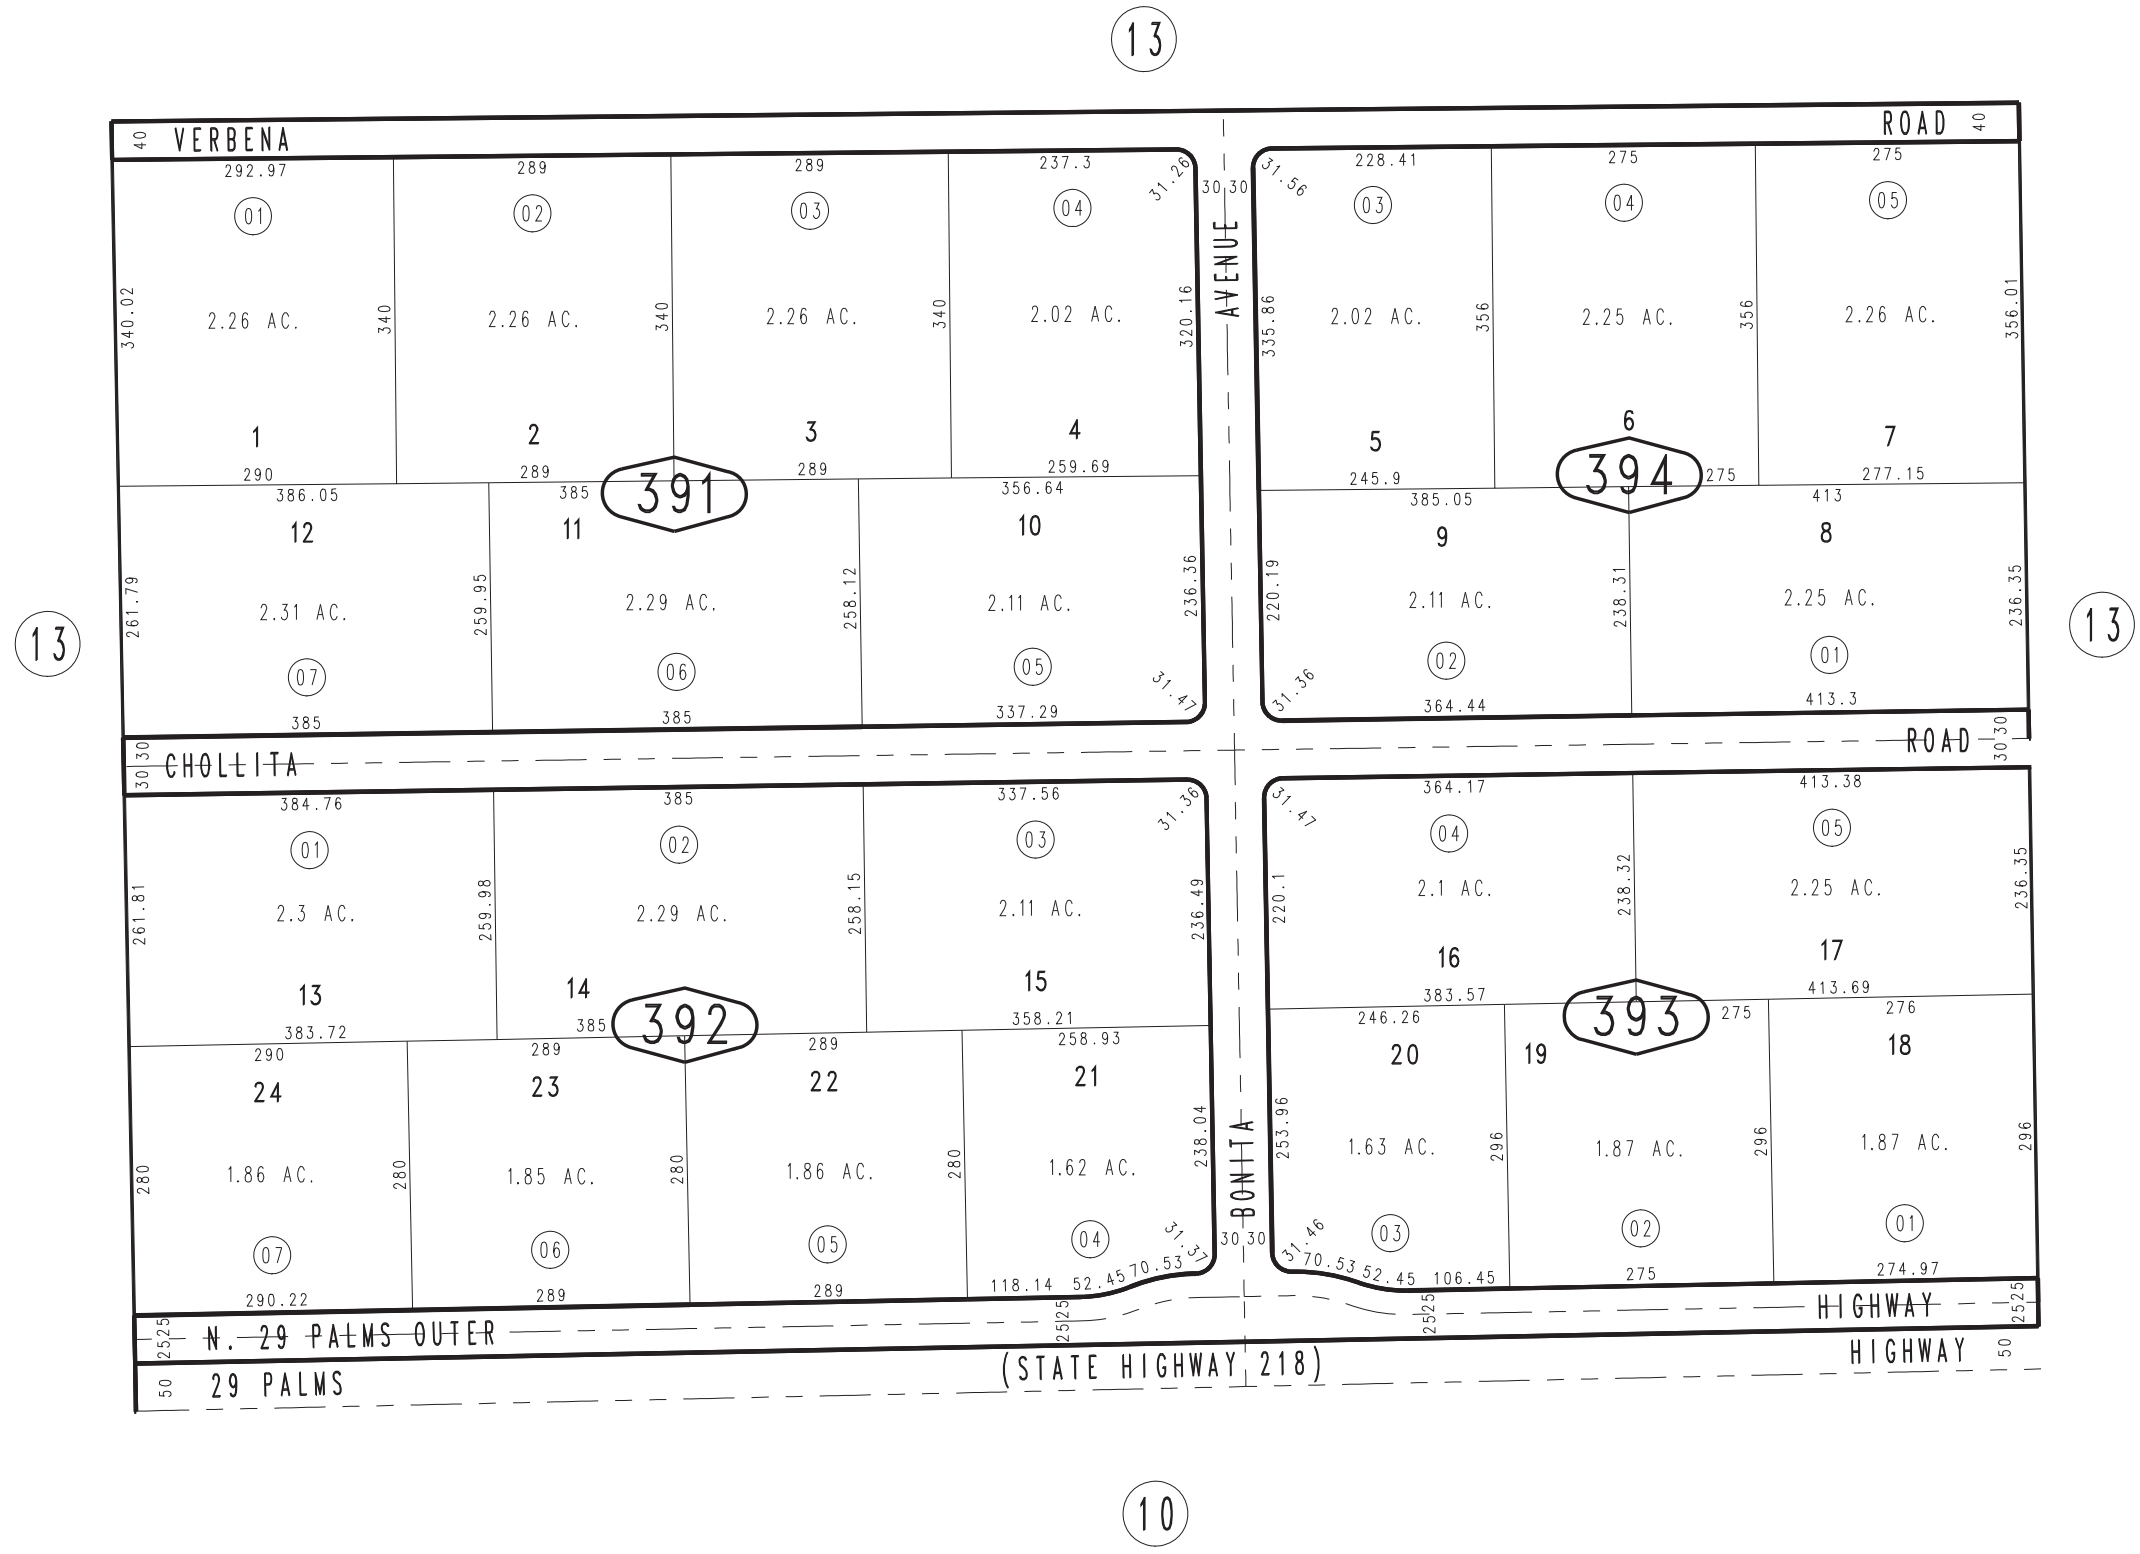 13
40 VERBENA ROAD 40
292.97 289 289 237.3 31.26 30 30 31.56 228.41 275 275
01 02 03 04 03 04 05
340.02 2.26 AC. 340 2.26 AC. 340 2.26 AC. 340 2.02 AC. 320.16 AVENUE 335.86 2.02 AC. 356 2.25 AC. 356 2.26 AC. 356.01
1 2 3 4 5 6 7
290 289 289 259.69 245.9 275 277.15
391 394
386.05 385 356.64 385.05 413
12 11 10 9 8
261.79 2.31 AC. 259.95 2.29 AC. 258.12 2.11 AC. 236.36 220.19 2.11 AC. 238.31 2.25 AC. 236.35
13 13
07 06 05 02 01
385 385 337.29 31.47 31.36 364.44 413.3
30 30 CHOLLITA ROAD 30 30
384.76 385 337.56 31.36 31.47 364.17 413.38
01 02 03 04 05
261.81 2.3 AC. 259.98 2.29 AC. 258.15 2.11 AC. 236.49 220.1 2.1 AC. 238.32 2.25 AC. 236.35
13 14 15 16 17
383.72 385 358.21 383.57 413.69
392 393
290 289 289 258.93 246.26 275 276
24 23 22 21 20 19 18
280 1.86 AC. 280 1.85 AC. 280 1.86 AC. 280 1.62 AC. 238.04 BONITA 253.96 1.63 AC. 296 1.87 AC. 296 1.87 AC. 296
07 06 05 04 03 02 01
290.22 289 289 118.14 52.45 70.53 31.37 30 30 31.46 70.53 52.45 106.45 275 274.97
25 25 N. 29 PALMS OUTER 25 25 25 25 HIGHWAY 25 25
50 29 PALMS (STATE HIGHWAY 218) HIGHWAY 50
10